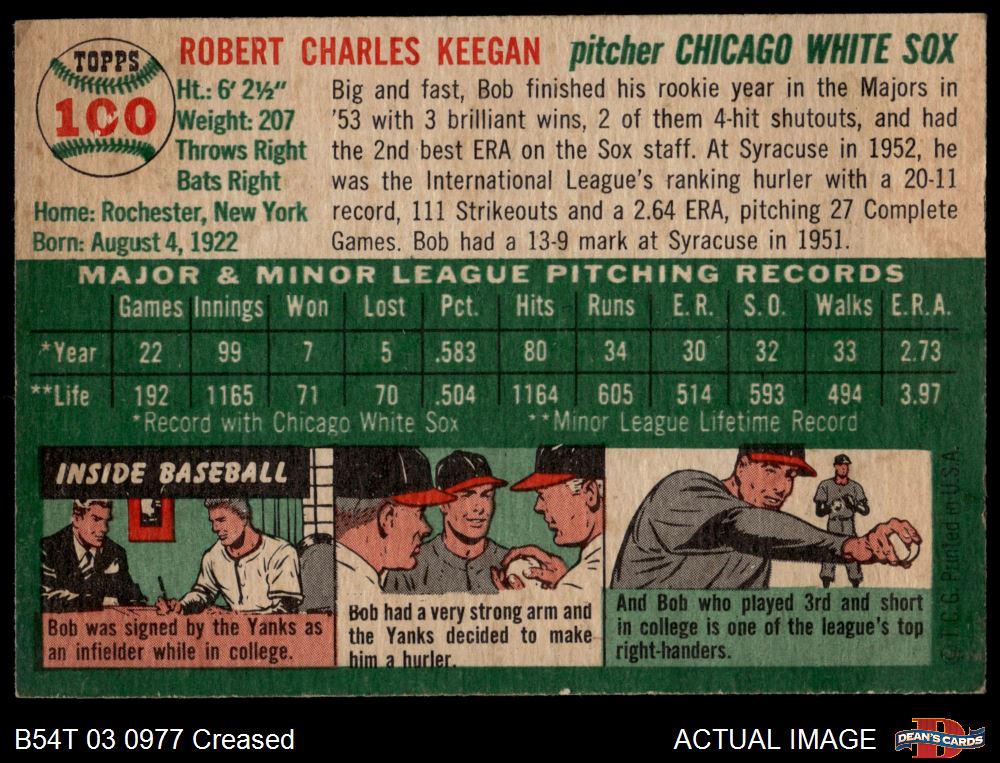 TOPPS
100
ROBERT CHARLES KEEGAN pitcher CHICAGO WHITE SOX
Ht.: 6' 2½"
Weight: 207
Throws Right
Bats Right
Home: Rochester, New York
Born: August 4, 1922
Big and fast, Bob finished his rookie year in the Majors in
'53 with 3 brilliant wins, 2 of them 4-hit shutouts, and had
the 2nd best ERA on the Sox staff. At Syracuse in 1952, he
was the International League's ranking hurler with a 20-11
record, 111 Strikeouts and a 2.64 ERA, pitching 27 Complete
Games. Bob had a 13-9 mark at Syracuse in 1951.
MAJOR & MINOR LEAGUE PITCHING RECORDS
Games Innings Won Lost Pct. Hits Runs E.R. S.O. Walks E.R.A.
*Year 22 99 7 5 .583 80 34 30 32 33 2.73
**Life 192 1165 71 70 .504 1164 605 514 593 494 3.97
*Record with Chicago White Sox **Minor League Lifetime Record
INSIDE BASEBALL
Bob was signed by the Yanks as
an infielder while in college.
Bob had a very strong arm and
the Yanks decided to make
him a hurler.
And Bob who played 3rd and short
in college is one of the league's top
right-handers.
© T.C.G. Printed in U.S.A.
B54T 03 0977 Creased
ACTUAL IMAGE
DEAN'S CARDS